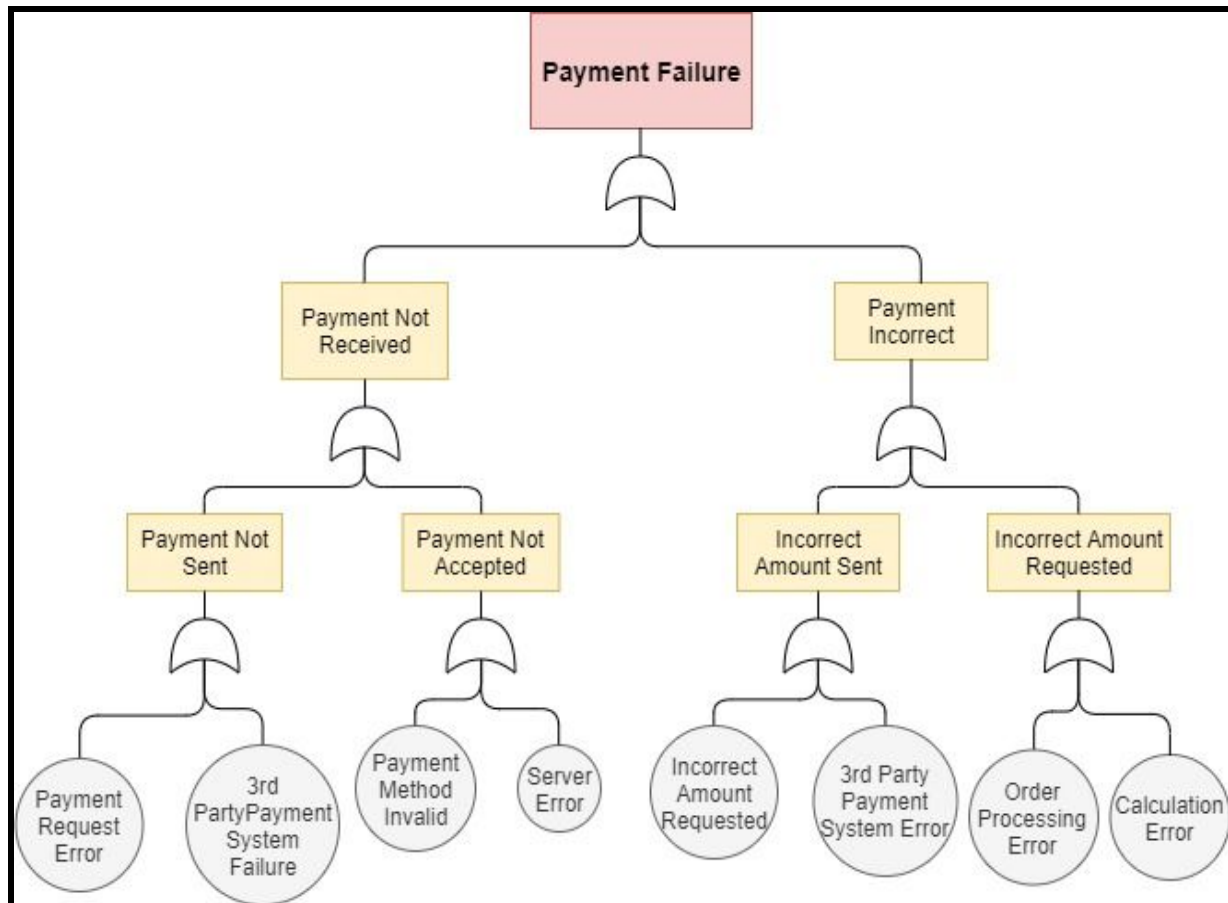 Payment Failure
Payment Not
Received
Payment
Incorrect
Payment Not
Sent
Payment Not
Accepted
Incorrect
Amount Sent
Incorrect Amount
Requested
Payment
Request
Error
3rd
PartyPayment
System
Failure
Payment
Method
Invalid
Server
Error
Incorrect
Amount
Requested
3rd Party
Payment
System Error
Order
Processing
Error
Calculation
Error